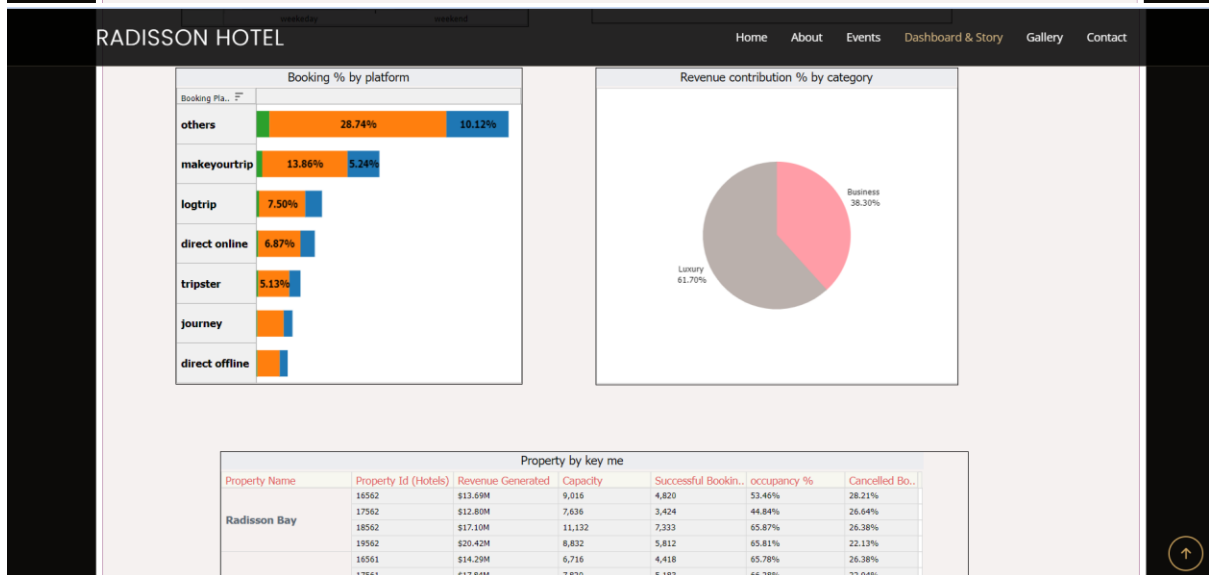 weekeday weekend
RADISSON HOTEL Home About Events Dashboard & Story Gallery Contact
Booking % by platform
Booking Pla..
others 28.74% 10.12%
makeyourtrip 13.86% 5.24%
logtrip 7.50%
direct online 6.87%
tripster 5.13%
journey
direct offline
Revenue contribution % by category
Business
38.30%
Luxury
61.70%
Property by key me
Property Name Property Id (Hotels) Revenue Generated Capacity Successful Bookin.. occupancy % Cancelled Bo..
Radisson Bay
16562 $13.69M 9,016 4,820 53.46% 28.21%
17562 $12.80M 7,636 3,424 44.84% 26.64%
18562 $17.10M 11,132 7,333 65.87% 26.38%
19562 $20.42M 8,832 5,812 65.81% 22.13%
16561 $14.29M 6,716 4,418 65.78% 26.38%